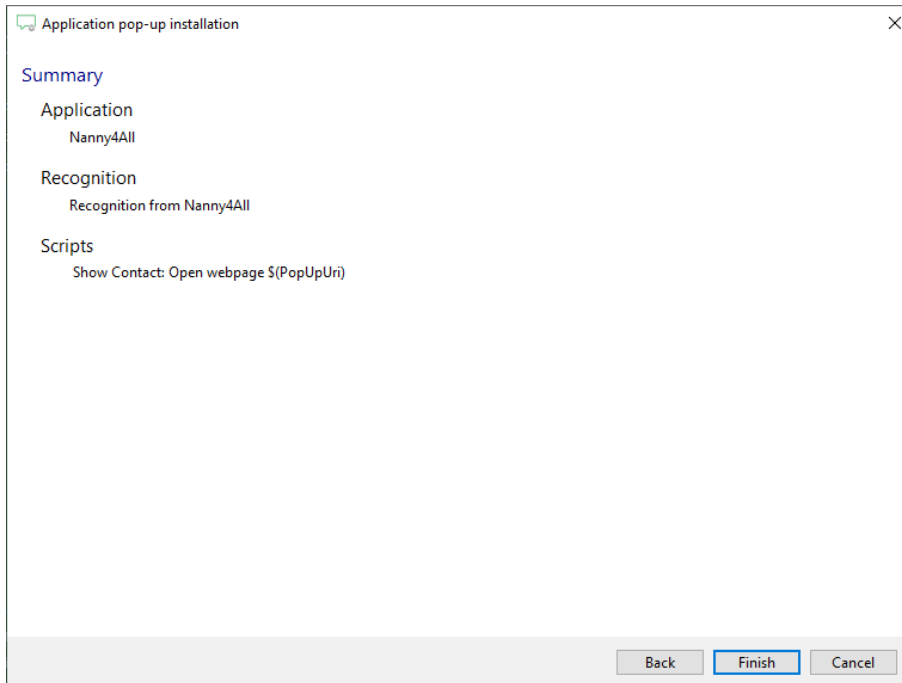 Application pop-up installation
Summary
Application
Nanny4All
Recognition
Recognition from Nanny4All
Scripts
Show Contact: Open webpage $(PopUpUri)
Back Finish Cancel